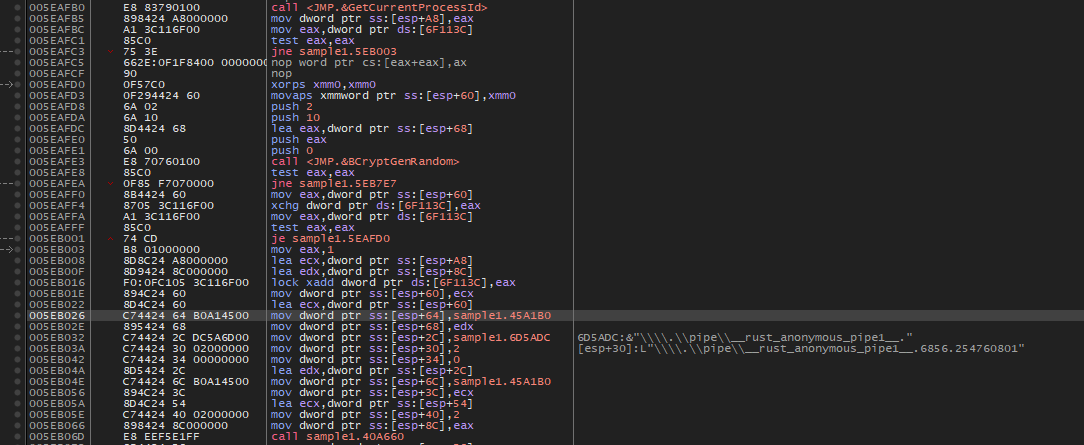 005EAFB0 E8 83790100 call <JMP.&GetCurrentProcessId>
005EAFB5 898424 A8000000 mov dword ptr ss:[esp+A8],eax
005EAFBC A1 3C116F00 mov eax,dword ptr ds:[6F113C]
005EAFC1 85C0 test eax,eax
005EAFC3 75 3E jne sample1.5EB003
005EAFC5 662E:0F1F8400 0000000 nop word ptr cs:[eax+eax],ax
005EAFCF 90 nop
005EAFD0 0F57C0 xorps xmm0,xmm0
005EAFD3 0F294424 60 movaps xmmword ptr ss:[esp+60],xmm0
005EAFD8 6A 02 push 2
005EAFDA 6A 10 push 10
005EAFDC 8D4424 68 lea eax,dword ptr ss:[esp+68]
005EAFE0 50 push eax
005EAFE1 6A 00 push 0
005EAFE3 E8 70760100 call <JMP.&BCryptGenRandom>
005EAFE8 85C0 test eax,eax
005EAFEA 0F85 F7070000 jne sample1.5EB7E7
005EAFF0 8B4424 60 mov eax,dword ptr ss:[esp+60]
005EAFF4 8705 3C116F00 xchg dword ptr ds:[6F113C],eax
005EAFFA A1 3C116F00 mov eax,dword ptr ds:[6F113C]
005EAFFF 85C0 test eax,eax
005EB001 74 CD je sample1.5EAFD0
005EB003 B8 01000000 mov eax,1
005EB008 8D8C24 A8000000 lea ecx,dword ptr ss:[esp+A8]
005EB00F 8D9424 8C000000 lea edx,dword ptr ss:[esp+8C]
005EB016 F0:0FC105 3C116F00 lock xadd dword ptr ds:[6F113C],eax
005EB01E 894C24 60 mov dword ptr ss:[esp+60],ecx
005EB022 8D4C24 60 lea ecx,dword ptr ss:[esp+60]
005EB026 C74424 64 B0A14500 mov dword ptr ss:[esp+64],sample1.45A1B0
005EB02E 895424 68 mov dword ptr ss:[esp+68],edx
005EB032 C74424 2C DC5A6D00 mov dword ptr ss:[esp+2C],sample1.6D5ADC 6D5ADC:&"\\\\.\\pipe\\__rust_anonymous_pipe1__."
005EB03A C74424 30 02000000 mov dword ptr ss:[esp+30],2 [esp+30]:L"\\\\.\\pipe\\__rust_anonymous_pipe1__.6856.254760801"
005EB042 C74424 34 00000000 mov dword ptr ss:[esp+34],0
005EB04A 8D5424 2C lea edx,dword ptr ss:[esp+2C]
005EB04E C74424 6C B0A14500 mov dword ptr ss:[esp+6C],sample1.45A1B0
005EB056 894C24 3C mov dword ptr ss:[esp+3C],ecx
005EB05A 8D4C24 54 lea ecx,dword ptr ss:[esp+54]
005EB05E C74424 40 02000000 mov dword ptr ss:[esp+40],2
005EB066 898424 8C000000 mov dword ptr ss:[esp+8C],eax
005EB06D E8 EEF5E1FF call sample1.40A660